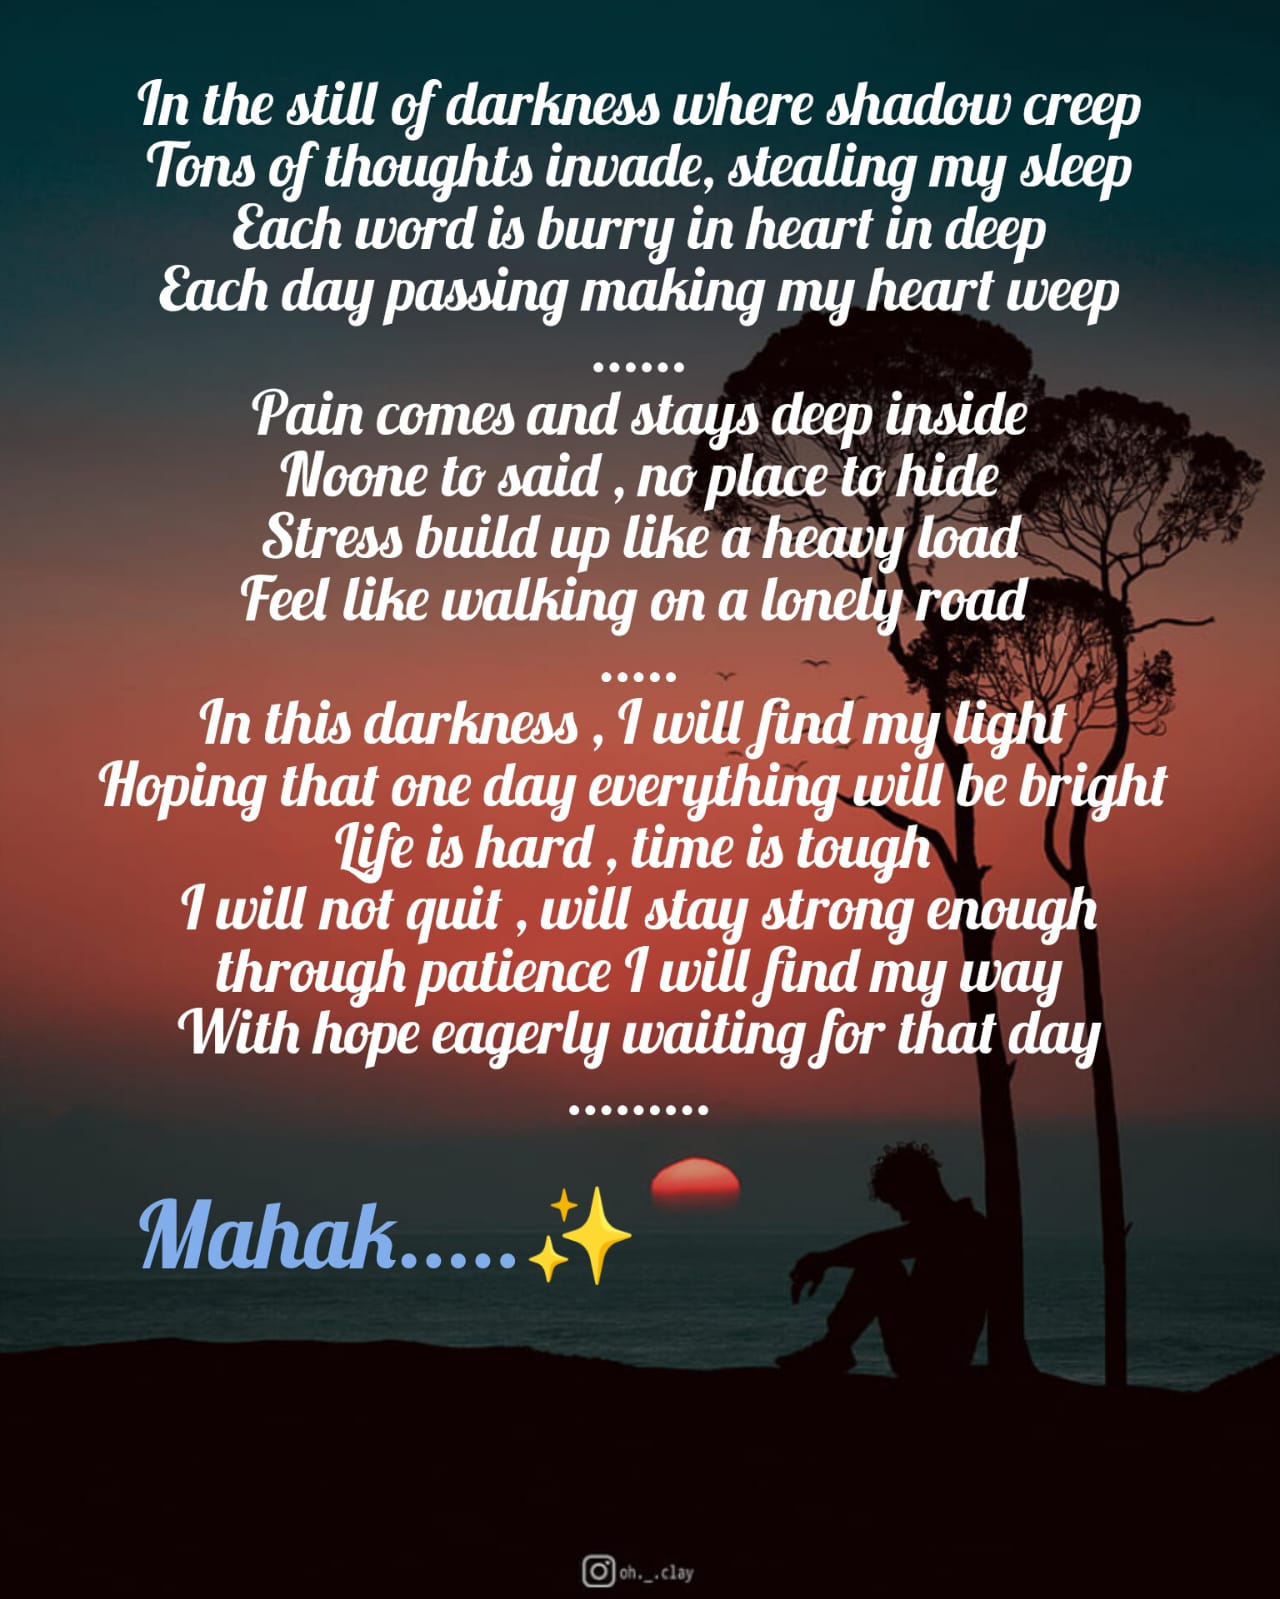 In the still of darkness where shadow creep
Tons of thoughts invade, stealing my sleep
Each word is burry in heart in deep
Each day passing making my heart weep
......
Pain comes and stays deep inside
Noone to said , no place to hide
Stress build up like a heavy load
Feel like walking on a lonely road
.....
In this darkness , I will find my light
Hoping that one day everything will be bright
Life is hard , time is tough
I will not quit , will stay strong enough
through patience I will find my way
With hope eagerly waiting for that day
.........
Mahak.....✨
oh._.clay